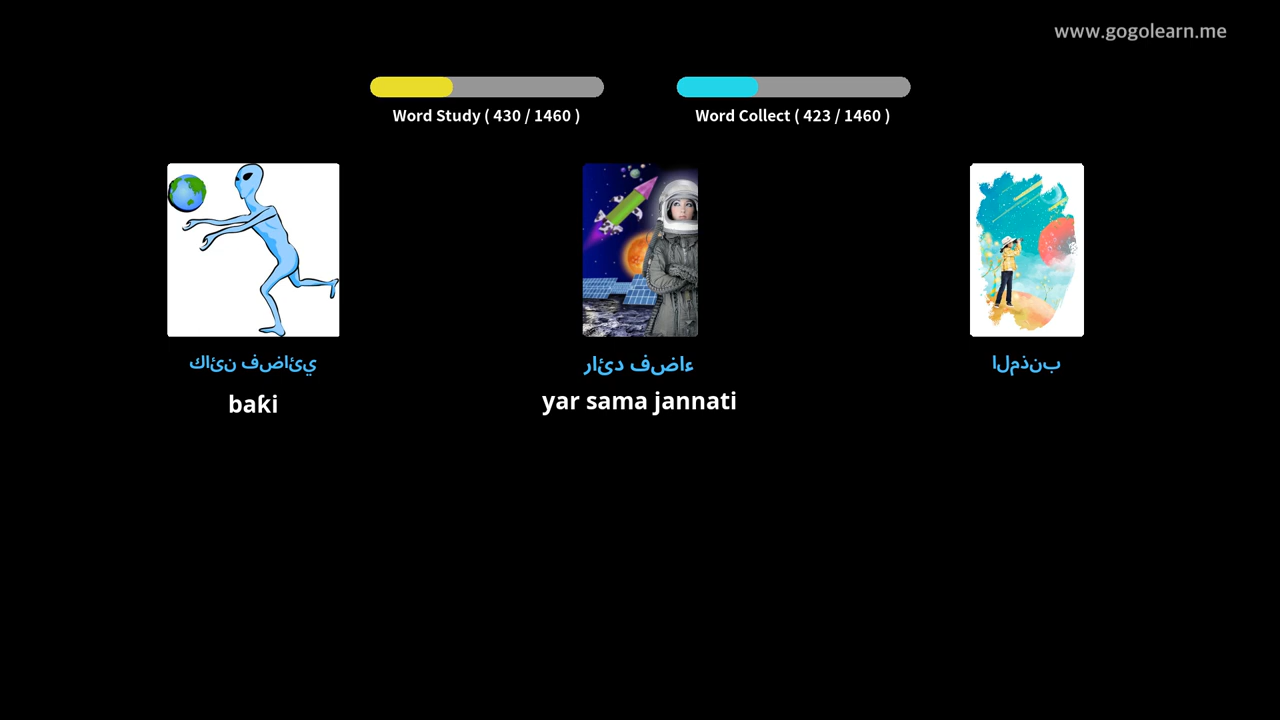 www.gogolearn.me
Word Study ( 430 / 1460 )
Word Collect ( 423 / 1460 )
كائن فضائي
رائد فضاء
المذنب
baƙi
yar sama jannati